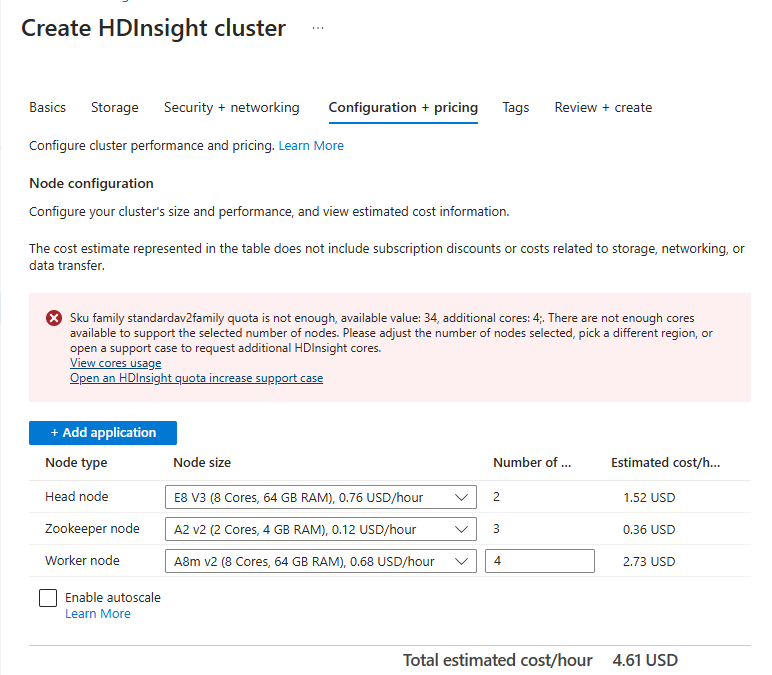 Create HDInsight cluster ...
Basics Storage Security + networking Configuration + pricing Tags Review + create
Configure cluster performance and pricing. Learn More
Node configuration
Configure your cluster's size and performance, and view estimated cost information.
The cost estimate represented in the table does not include subscription discounts or costs related to storage, networking, or
data transfer.
Sku family standardav2family quota is not enough, available value: 34, additional cores: 4;. There are not enough cores
available to support the selected number of nodes. Please adjust the number of nodes selected, pick a different region, or
open a support case to request additional HDInsight cores.
View cores usage
Open an HDInsight quota increase support case
+ Add application
Node type Node size Number of ... Estimated cost/h...
Head node E8 V3 (8 Cores, 64 GB RAM), 0.76 USD/hour 2 1.52 USD
Zookeeper node A2 v2 (2 Cores, 4 GB RAM), 0.12 USD/hour 3 0.36 USD
Worker node A8m v2 (8 Cores, 64 GB RAM), 0.68 USD/hour 4 2.73 USD
Enable autoscale
Learn More
Total estimated cost/hour 4.61 USD